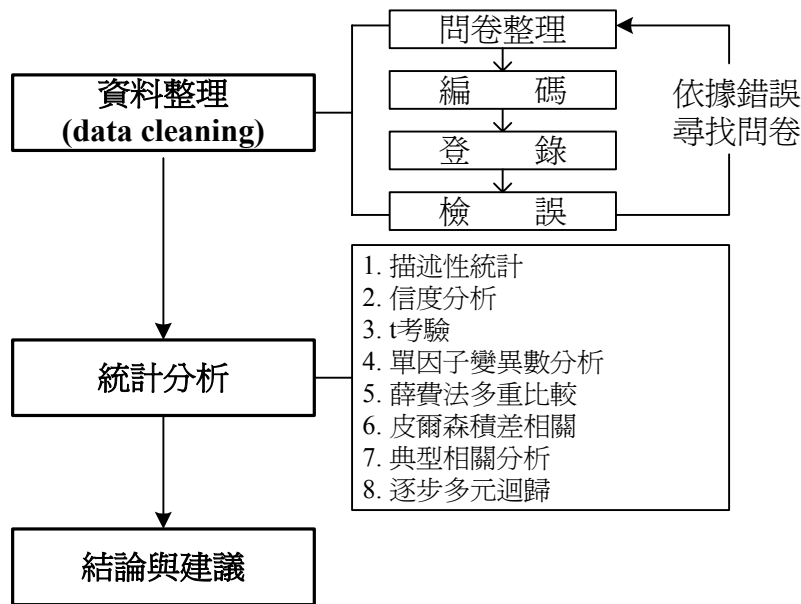 資料整理
(data cleaning)
問卷整理
編 碼
登 錄
檢 誤
依據錯誤
尋找問卷
統計分析
1. 描述性統計
2. 信度分析
3. t考驗
4. 單因子變異數分析
5. 薛費法多重比較
6. 皮爾森積差相關
7. 典型相關分析
8. 逐步多元迴歸
結論與建議